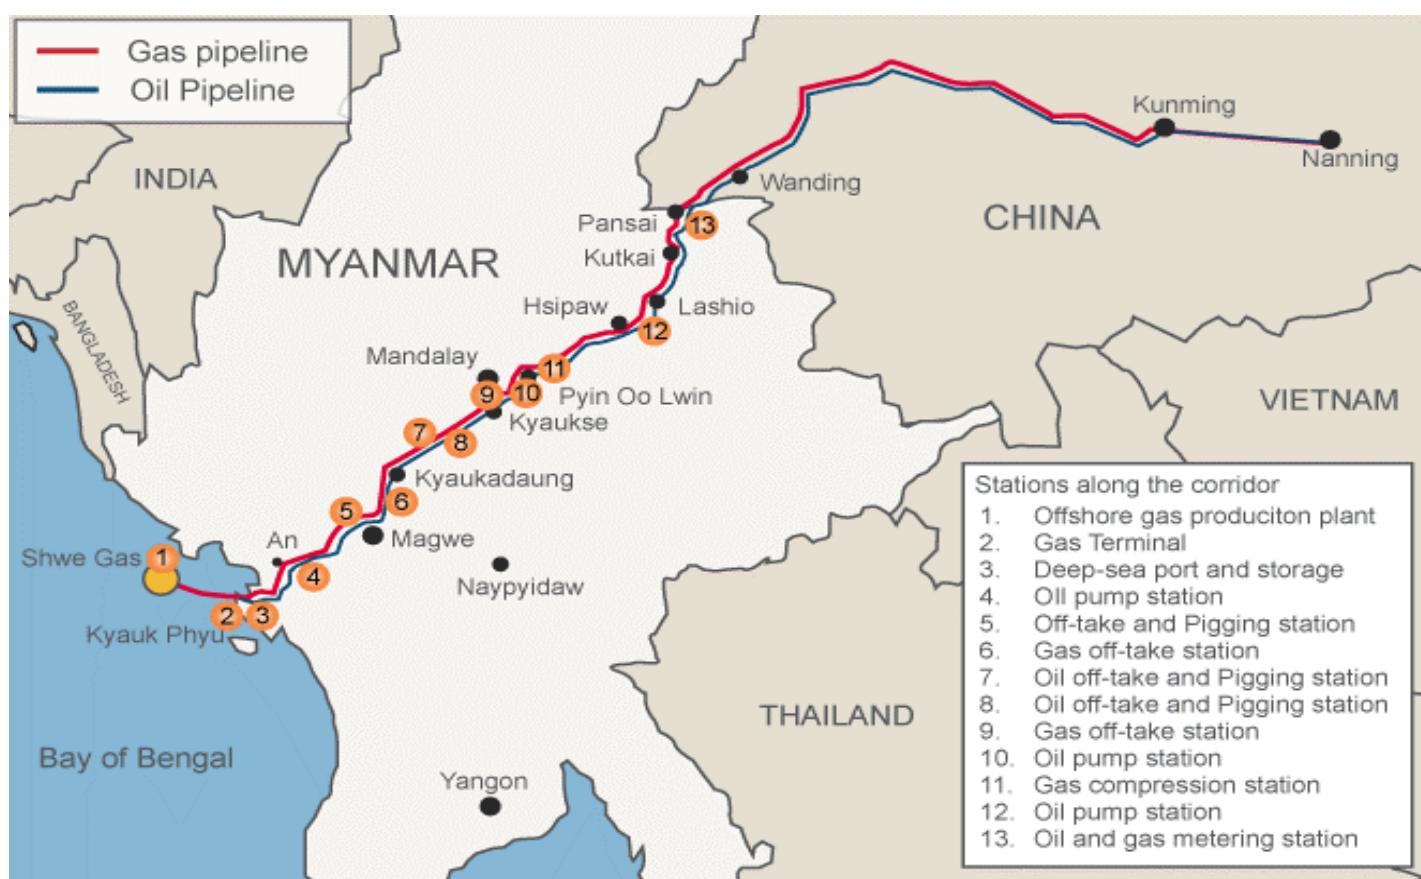 Gas pipeline
Oil Pipeline
INDIA
BANGLADESH
MYANMAR
CHINA
VIETNAM
THAILAND
Kunming
Nanning
Wanding
Pansai
13
Kutkai
Hsipaw
Lashio
12
Mandalay
11
9
10
Pyin Oo Lwin
Kyaukse
7
8
Kyaukadaung
6
5
Magwe
An
4
Shwe Gas
1
Naypyidaw
2
3
Kyauk Phyu
Bay of Bengal
Yangon
Stations along the corridor
1. Offshore gas produciton plant
2. Gas Terminal
3. Deep-sea port and storage
4. OIl pump station
5. Off-take and Pigging station
6. Gas off-take station
7. Oil off-take and Pigging station
8. Oil off-take and Pigging station
9. Gas off-take station
10. Oil pump station
11. Gas compression station
12. Oil pump station
13. Oil and gas metering station